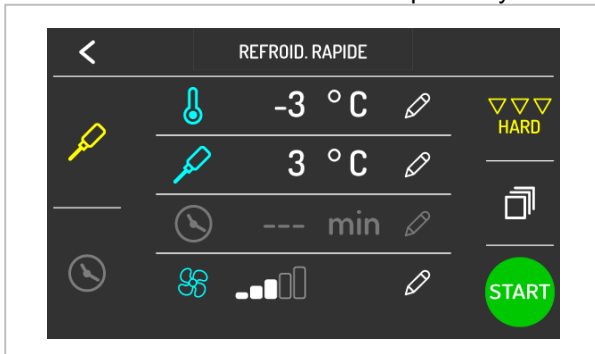 REFROID. RAPIDE
-3 °C
HARD
3 °C
--- min
START